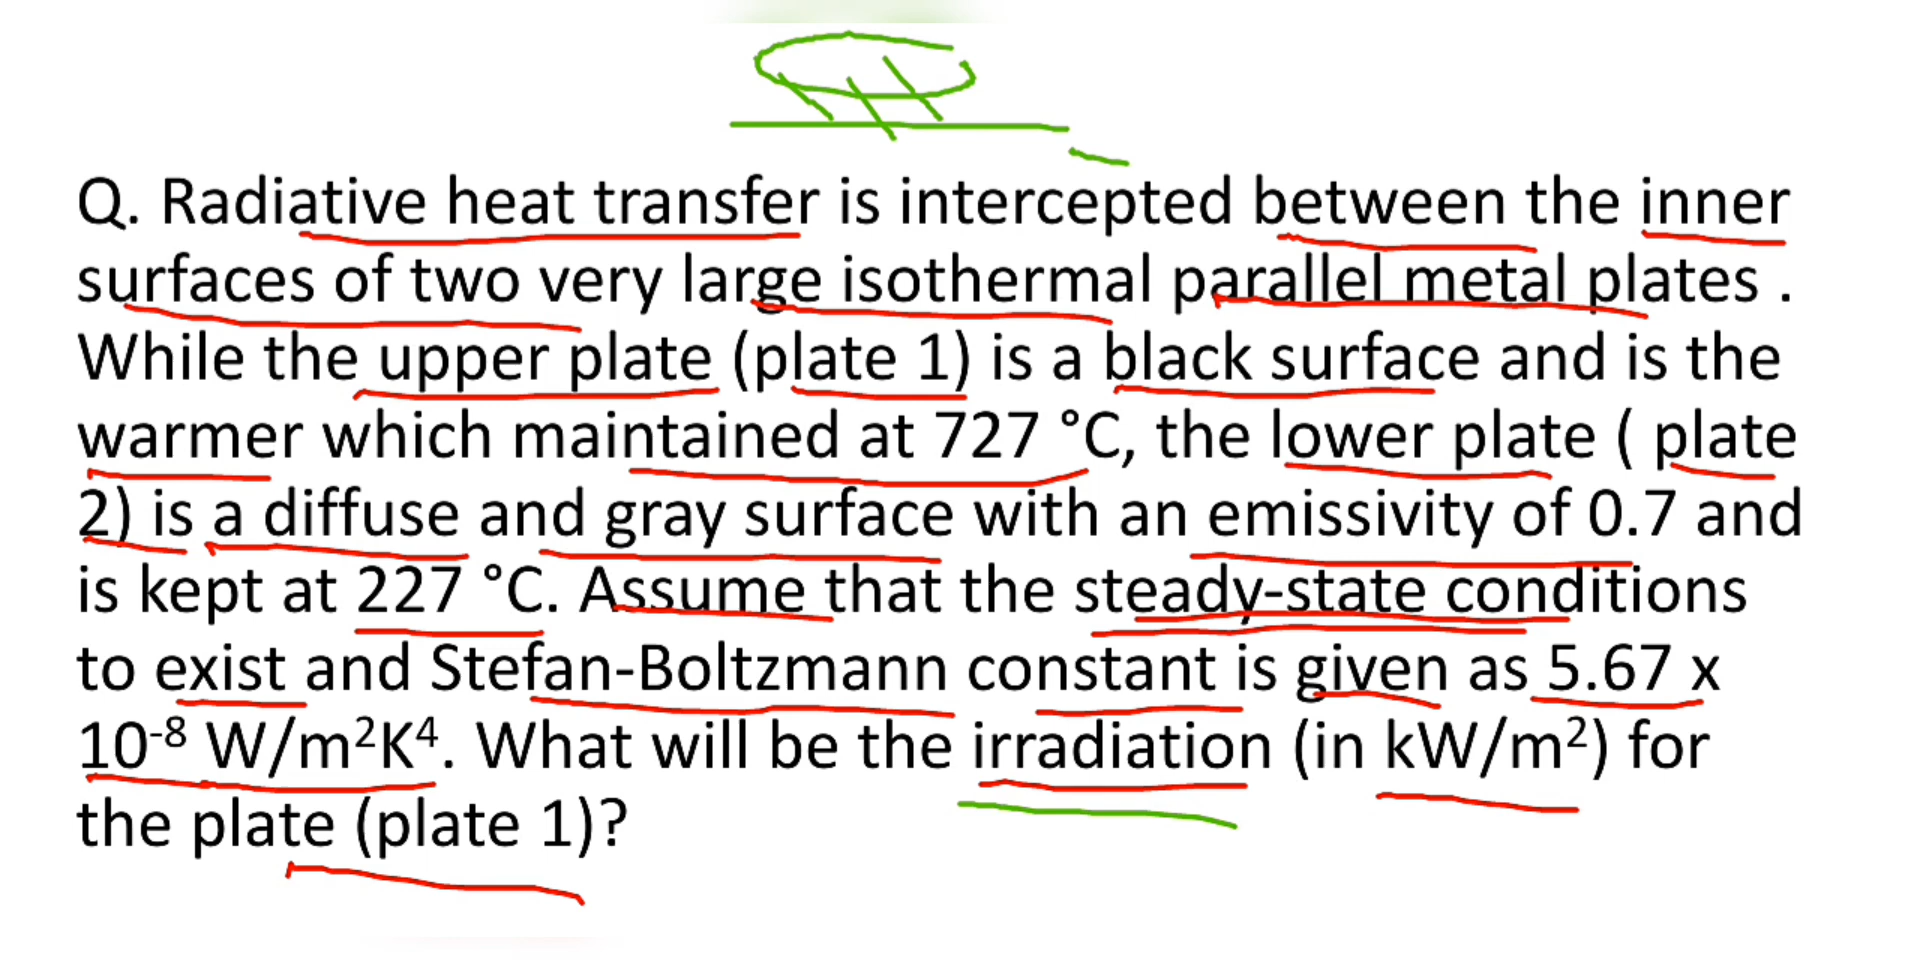 Q. Radiative heat transfer is intercepted between the inner
surfaces of two very large isothermal parallel metal plates .
While the upper plate (plate 1) is a black surface and is the
warmer which maintained at 727 °C, the lower plate ( plate
2) is a diffuse and gray surface with an emissivity of 0.7 and
is kept at 227 °C. Assume that the steady-state conditions
to exist and Stefan-Boltzmann constant is given as 5.67 x
10⁻⁸ W/m²K⁴. What will be the irradiation (in kW/m²) for
the plate (plate 1)?